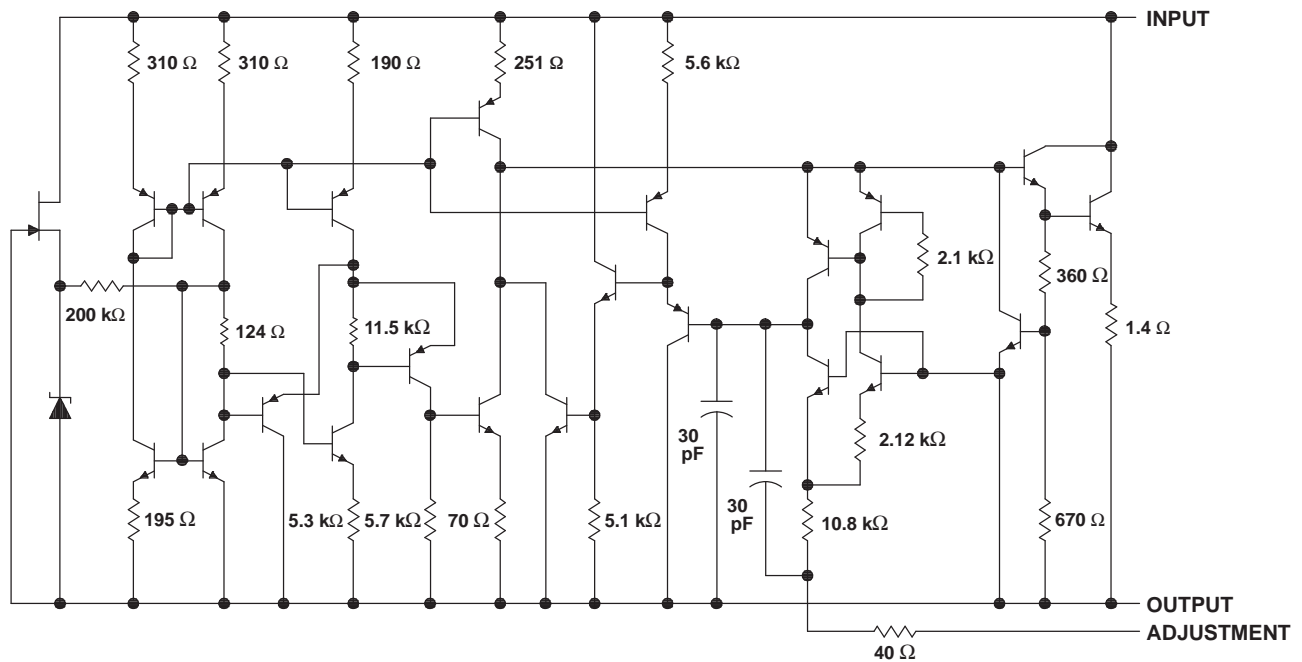 INPUT
310 Ω
310 Ω
190 Ω
251 Ω
5.6 kΩ
200 kΩ
2.1 kΩ
360 Ω
124 Ω
11.5 kΩ
1.4 Ω
30
pF
2.12 kΩ
30
pF
195 Ω
5.3 kΩ
5.7 kΩ
70 Ω
5.1 kΩ
10.8 kΩ
670 Ω
OUTPUT
ADJUSTMENT
40 Ω